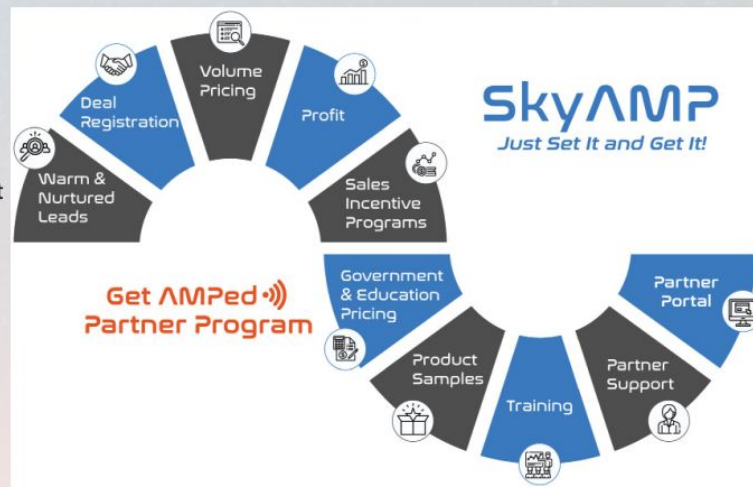 t
SkyAMP
Just Set It and Get It!
Warm &
Nurtured
Leads
Deal
Registration
Volume
Pricing
Profit
Sales
Incentive
Programs
Get AMPed
Partner Program
Government
& Education
Pricing
Product
Samples
Training
Partner
Support
Partner
Portal